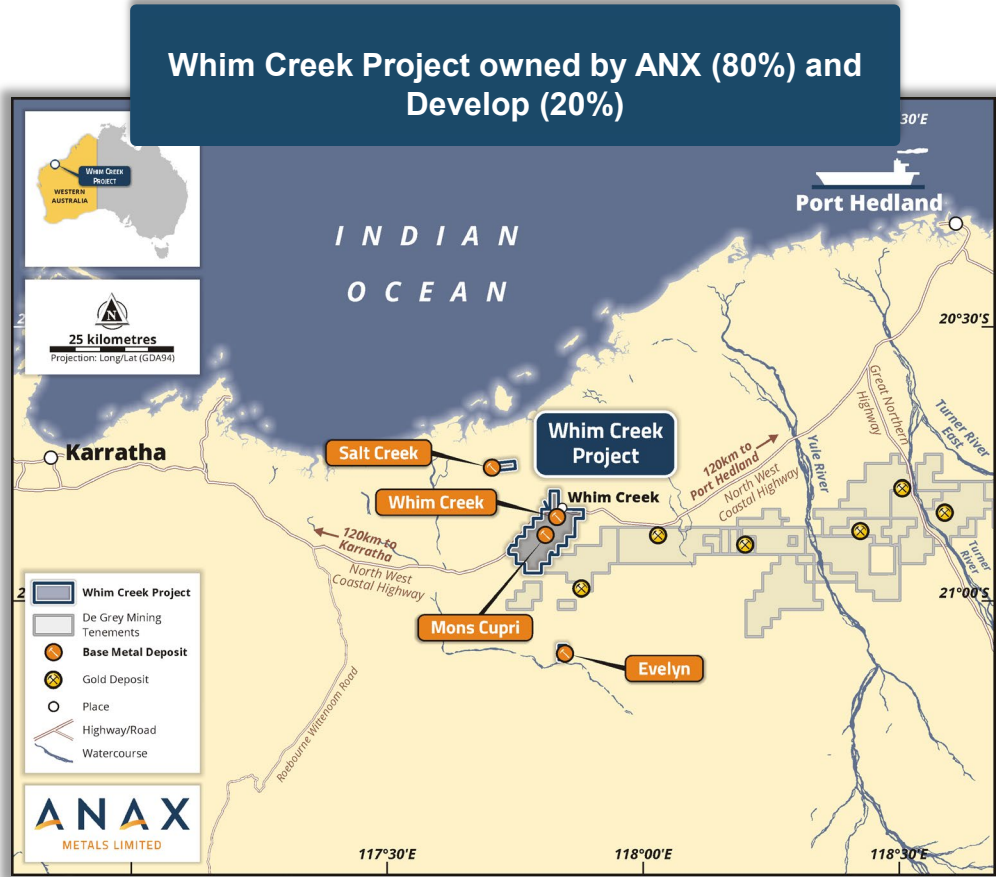 Whim Creek Project owned by ANX (80%) and
Develop (20%)
30'E
WHIM CREEK
PROJECT
WESTERN
AUSTRALIA
INDIAN
OCEAN
Port Hedland
N
25 kilometres
Projection: Long/Lat (GDA94)
2
20°30'S
Karratha
Salt Creek
Whim Creek
Project
Whim Creek
Whim Creek
120km to
Port Hedland
North West
Coastal Highway
Yule River
Great Northern
Highway
Turner River
East
Turner
River
120km to
Karratha
North West
Coastal Highway
Mons Cupri
Evelyn
2
21°00'S
Roebourne Wittenoom Road
Whim Creek Project
De Grey Mining
Tenements
Base Metal Deposit
Gold Deposit
Place
Highway/Road
Watercourse
ANAX
METALS LIMITED
117°30'E
118°00'E
118°30'E